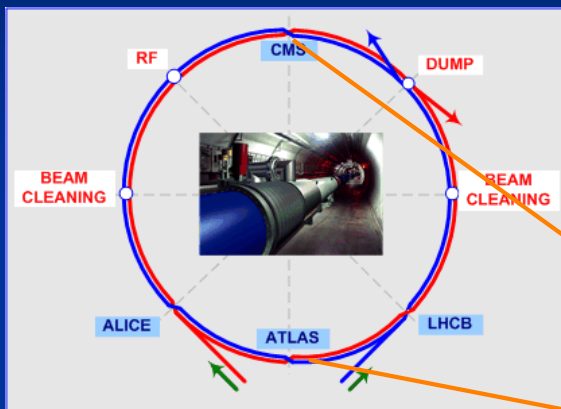 CMS
RF
DUMP
BEAM
CLEANING
BEAM
CLEANING
ALICE
ATLAS
LHCB